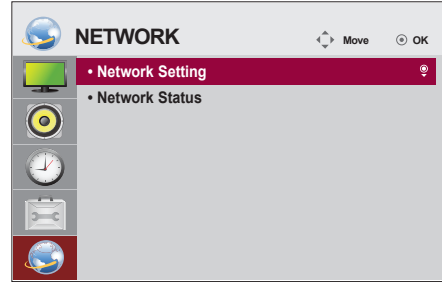 NETWORK
Move
OK
• Network Setting
• Network Status